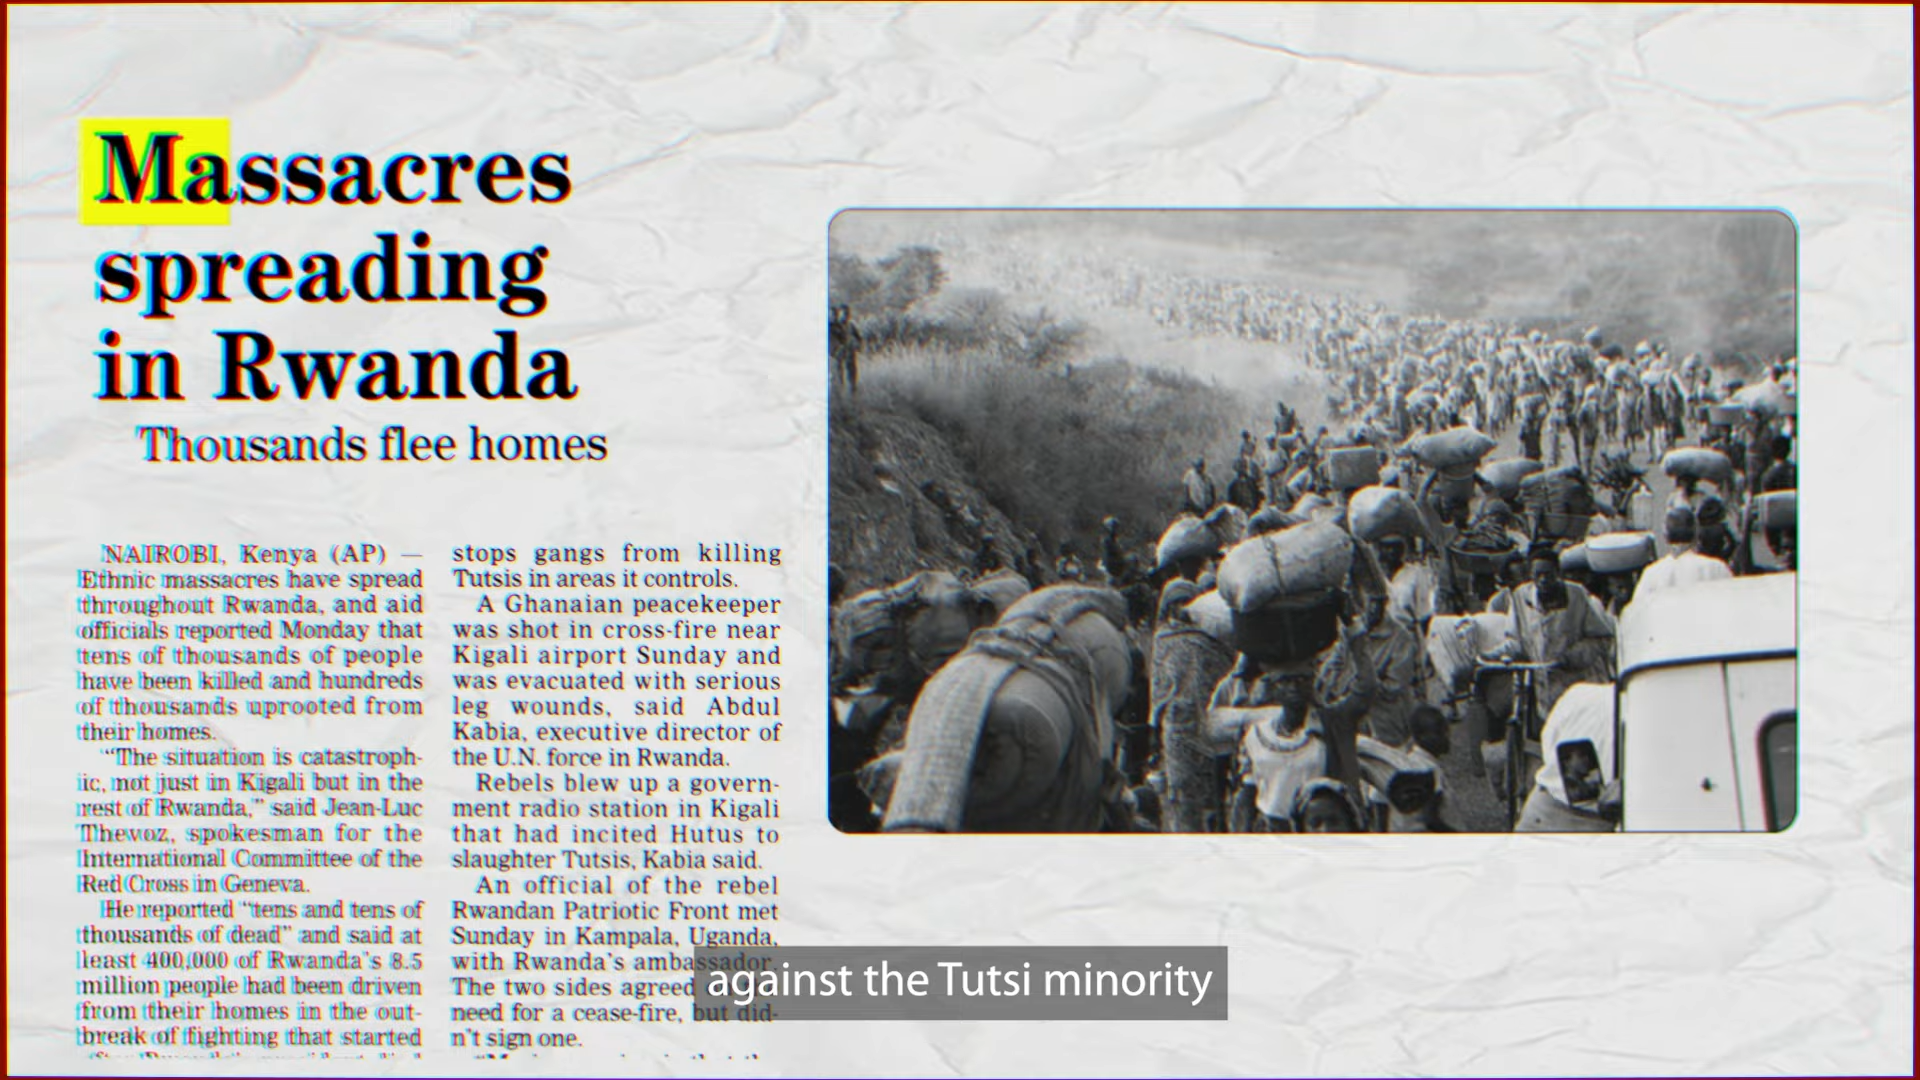 Massacres
spreading
in Rwanda
Thousands flee homes
NAIROBI, Kenya (AP) —
Ethnic massacres have spread
throughout Rwanda, and aid
officials reported Monday that
tens of thousands of people
have been killed and hundreds
of thousands uprooted from
their homes.
"The situation is catastroph-
ic, not just in Kigali but in the
rest of Rwanda," said Jean-Luc
Thevoz, spokesman for the
International Committee of the
Red Cross in Geneva.
He reported "tens and tens of
thousands of dead" and said at
least 400,000 of Rwanda's 8.5
million people had been driven
from their homes in the out-
break of fighting that started
stops gangs from killing
Tutsis in areas it controls.
A Ghanaian peacekeeper
was shot in cross-fire near
Kigali airport Sunday and
was evacuated with serious
leg wounds, said Abdul
Kabia, executive director of
the U.N. force in Rwanda.
Rebels blew up a govern-
ment radio station in Kigali
that had incited Hutus to
slaughter Tutsis, Kabia said.
An official of the rebel
Rwandan Patriotic Front met
Sunday in Kampala, Uganda,
with Rwanda's ambassador.
The two sides agreed
need for a cease-fire, but did-
n't sign one.
against the Tutsi minority